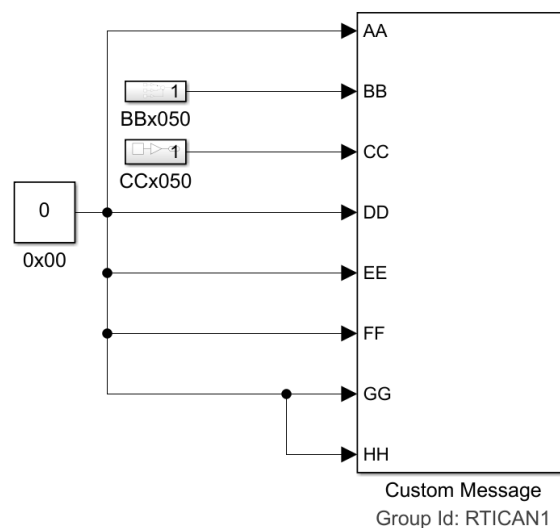 AA
1
BB
BBx050
1
CC
CCx050
0
DD
0x00
EE
FF
GG
HH
Custom Message
Group Id: RTICAN1